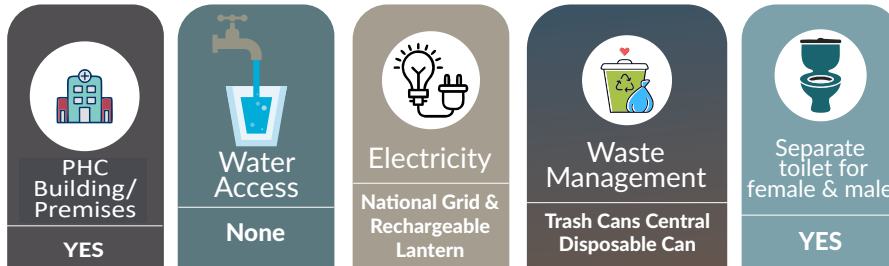 PHC
Building/
Premises
YES
Water
Access
None
Electricity
National Grid &
Rechargeable
Lantern
Waste
Management
Trash Cans Central
Disposable Can
Separate
toilet for
female & male
YES